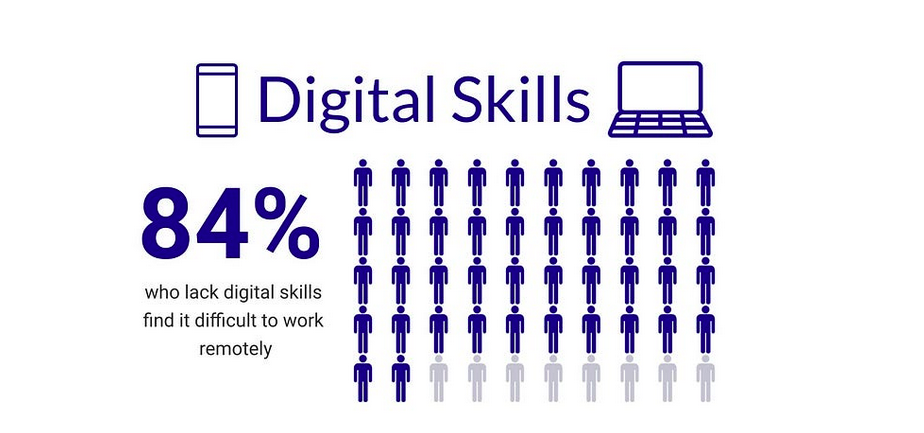 Digital Skills
84%
who lack digital skills
find it difficult to work
remotely